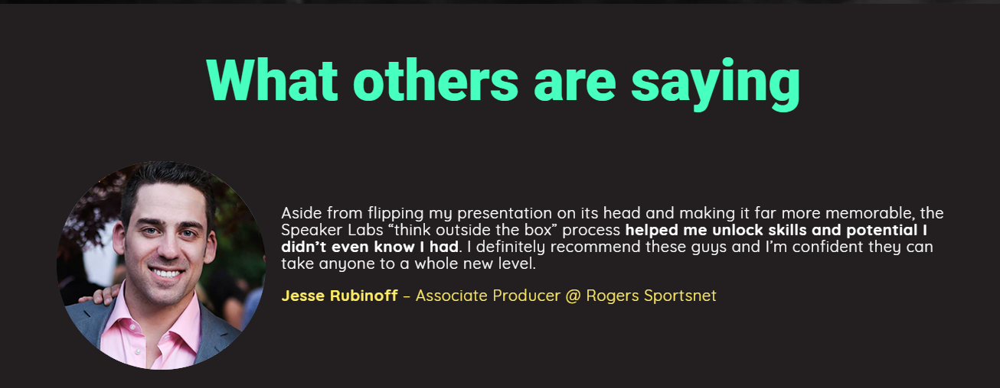 What others are saying
Aside from flipping my presentation on its head and making it far more memorable, the
Speaker Labs “think outside the box” process helped me unlock skills and potential I
didn’t even know I had. I definitely recommend these guys and I’m confident they can
take anyone to a whole new level.
Jesse Rubinoff – Associate Producer @ Rogers Sportsnet